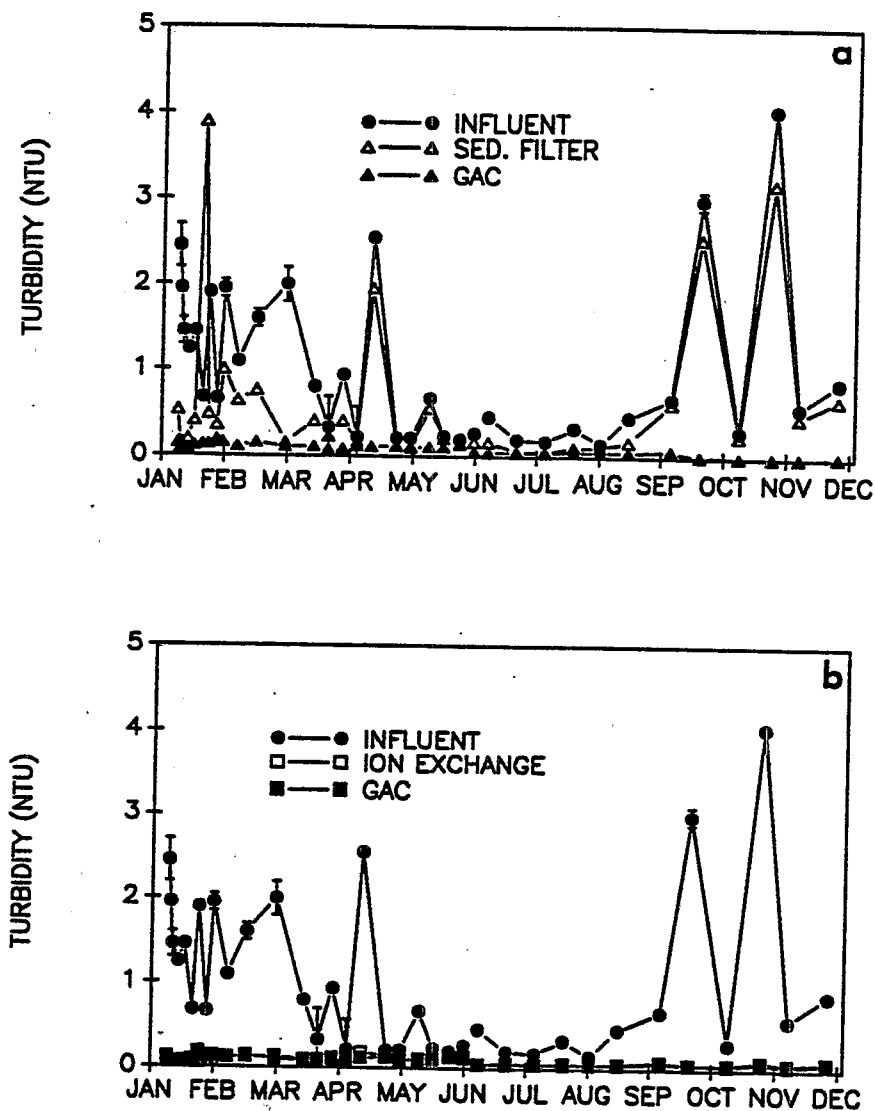 a
5
4
3
2
1
0
TURBIDITY (NTU)
INFLUENT
SED. FILTER
GAC
JAN FEB MAR APR MAY JUN JUL AUG SEP OCT NOV DEC
b
5
4
3
2
1
0
TURBIDITY (NTU)
INFLUENT
ION EXCHANGE
GAC
JAN FEB MAR APR MAY JUN JUL AUG SEP OCT NOV DEC